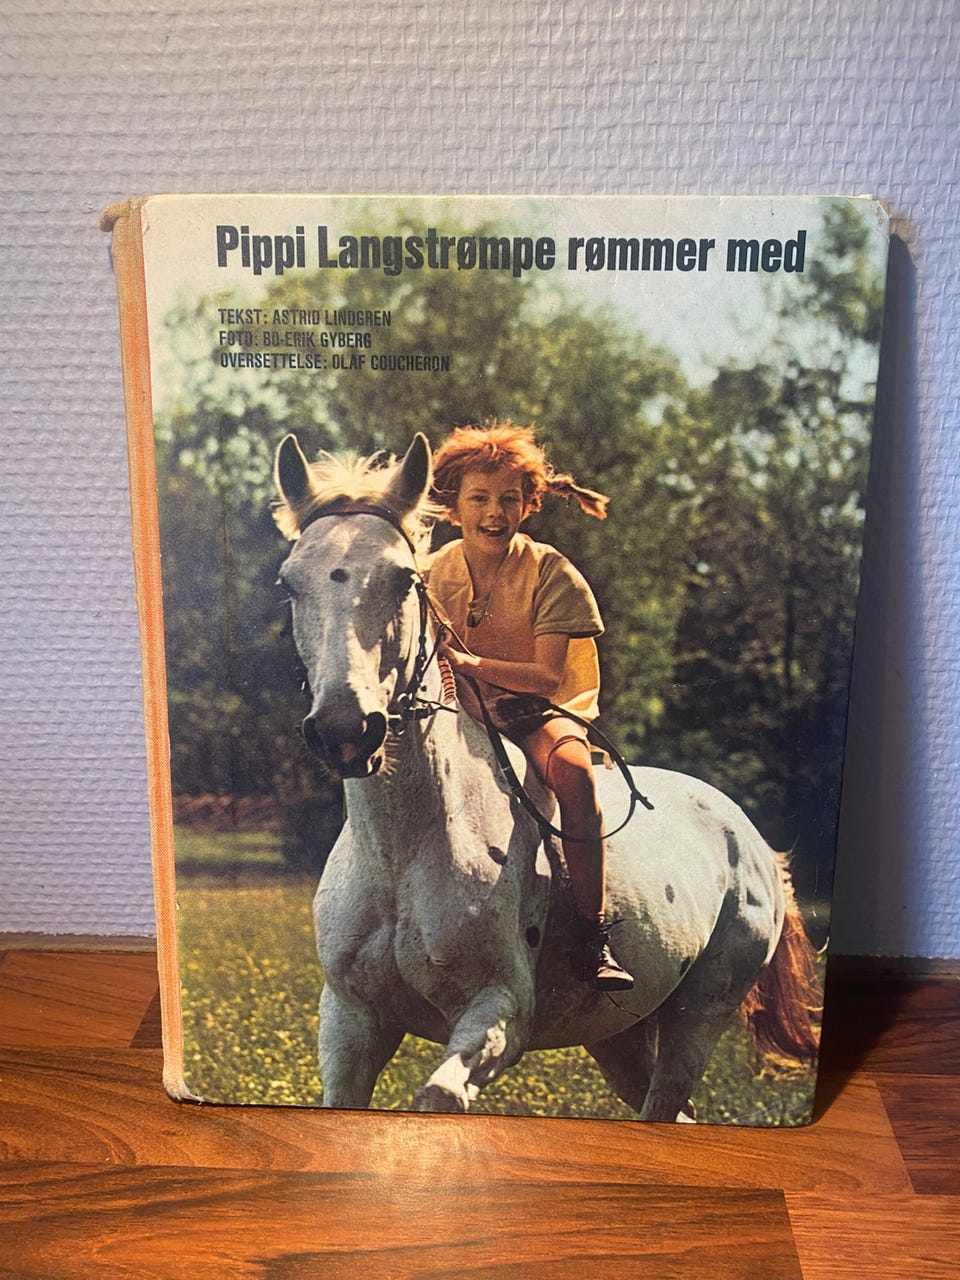 Pippi Langstrømpe rømmer med
TEKST: ASTRID LINDGREN
FOTO: BO-ERIK GYBERG
OVERSETTELSE: OLAF COUCHERON